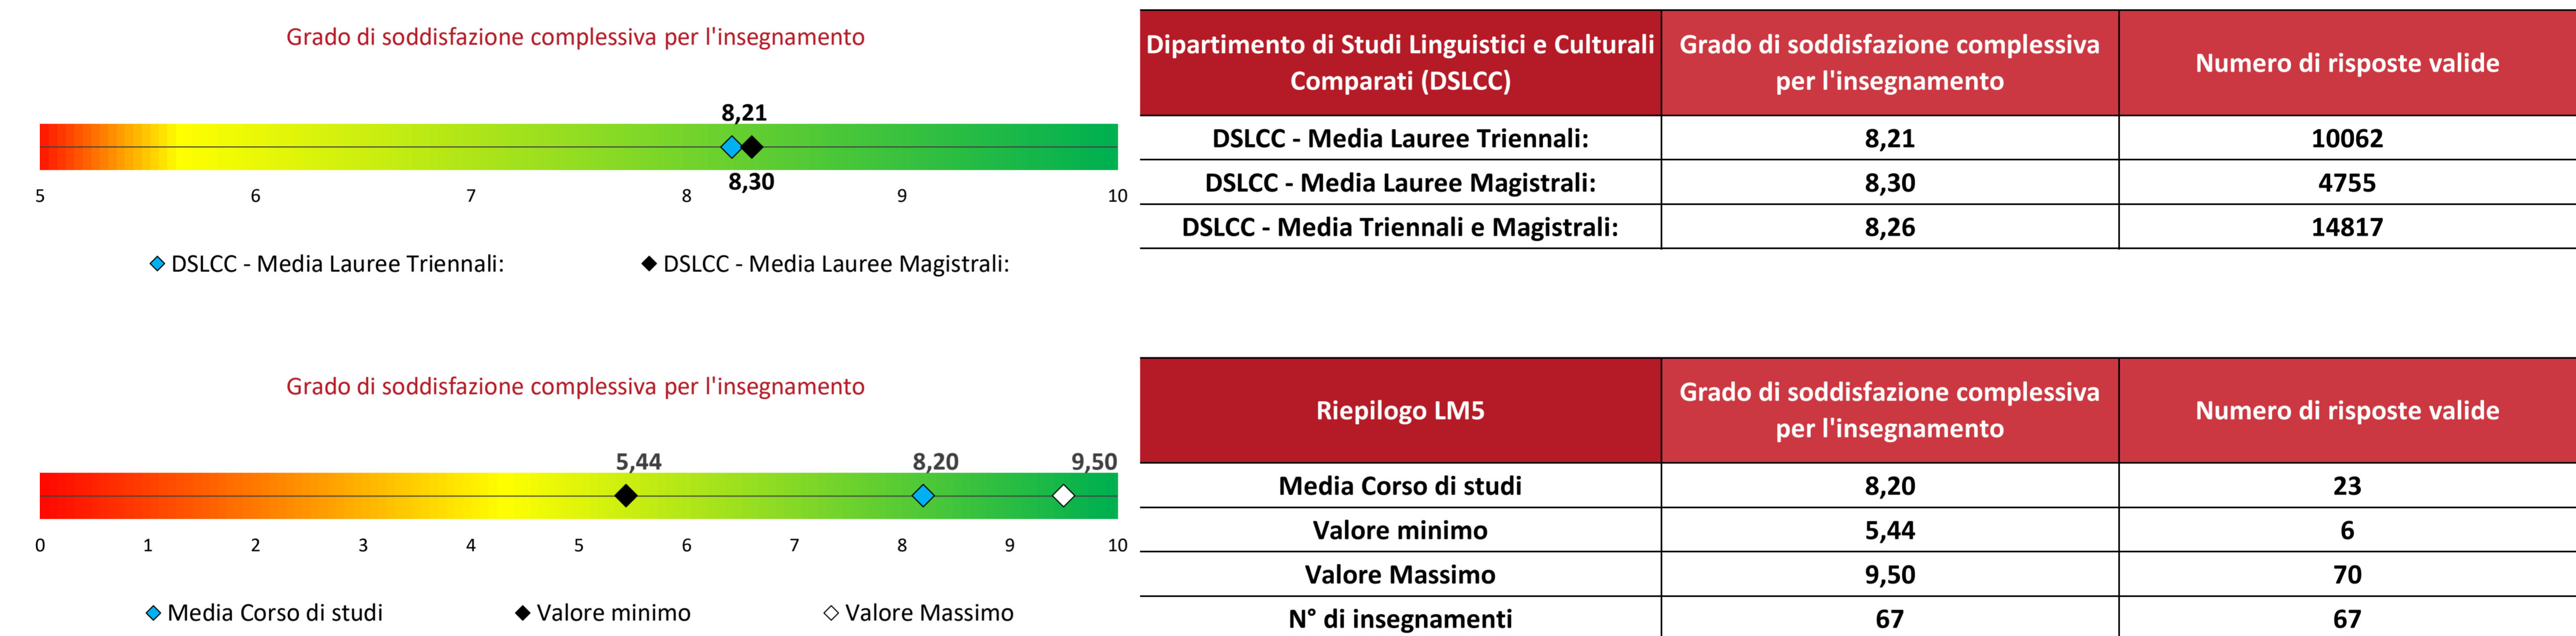 Grado di soddisfazione complessiva per l'insegnamento
8,21
8,30
5 6 7 8 9 10
DSLCC - Media Lauree Triennali: DSLCC - Media Lauree Magistrali:
Dipartimento di Studi Linguistici e Culturali
Comparati (DSLCC)
Grado di soddisfazione complessiva
per l'insegnamento
Numero di risposte valide
DSLCC - Media Lauree Triennali: 8,21 10062
DSLCC - Media Lauree Magistrali: 8,30 4755
DSLCC - Media Triennali e Magistrali: 8,26 14817
Grado di soddisfazione complessiva per l'insegnamento
5,44 8,20 9,50
0 1 2 3 4 5 6 7 8 9 10
Media Corso di studi Valore minimo Valore Massimo
Riepilogo LM5
Grado di soddisfazione complessiva
per l'insegnamento
Numero di risposte valide
Media Corso di studi 8,20 23
Valore minimo 5,44 6
Valore Massimo 9,50 70
N° di insegnamenti 67 67